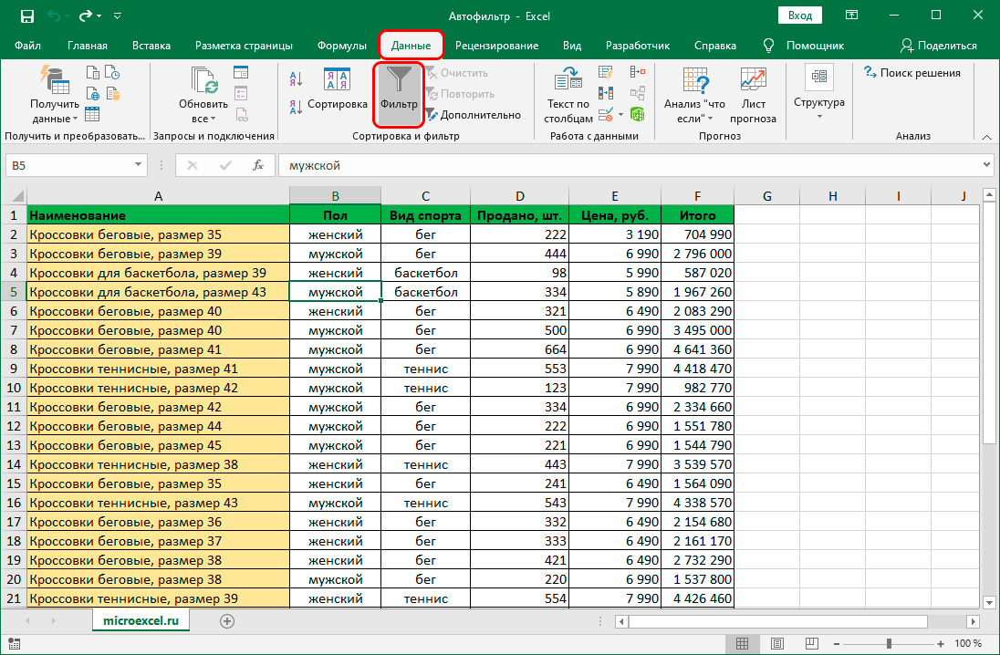 Автофильтр - Excel
Вход
Файл Главная Вставка Разметка страницы Формулы Данные Рецензирование Вид Разработчик Справка Помощник Поделиться
Получить данные
Обновить все
Сортировка
Фильтр
Очистить
Повторить
Дополнительно
Текст по столбцам
Анализ "что если"
Лист прогноза
Структура
Поиск решения
Получить и преобразовать... Запросы и подключения Сортировка и фильтр Работа с данными Прогноз Анализ
B5 fx мужской
A B C D E F G H I J
1 Наименование Пол Вид спорта Продано, шт. Цена, руб. Итого
2 Кроссовки беговые, размер 35 женский бег 222 3 190 704 990
3 Кроссовки беговые, размер 39 мужской бег 444 6 990 2 796 000
4 Кроссовки для баскетбола, размер 39 женский баскетбол 98 5 990 587 020
5 Кроссовки для баскетбола, размер 43 мужской баскетбол 334 5 890 1 967 260
6 Кроссовки беговые, размер 40 женский бег 321 6 490 2 083 290
7 Кроссовки беговые, размер 40 мужской бег 500 6 990 3 495 000
8 Кроссовки беговые, размер 41 мужской бег 664 6 990 4 641 360
9 Кроссовки теннисные, размер 41 мужской теннис 553 7 990 4 418 470
10 Кроссовки теннисные, размер 42 мужской теннис 123 7 990 982 770
11 Кроссовки беговые, размер 42 мужской бег 334 6 990 2 334 660
12 Кроссовки беговые, размер 44 мужской бег 222 6 990 1 551 780
13 Кроссовки беговые, размер 45 мужской бег 221 6 990 1 544 790
14 Кроссовки теннисные, размер 38 женский теннис 443 7 990 3 539 570
15 Кроссовки беговые, размер 35 женский бег 241 6 490 1 564 090
16 Кроссовки теннисные, размер 43 мужской теннис 543 7 990 4 338 570
17 Кроссовки беговые, размер 36 женский бег 332 6 490 2 154 680
18 Кроссовки беговые, размер 37 женский бег 333 6 490 2 161 170
19 Кроссовки беговые, размер 38 женский бег 421 6 490 2 732 290
20 Кроссовки беговые, размер 38 мужской бег 220 6 990 1 537 800
21 Кроссовки теннисные, размер 39 женский теннис 554 7 990 4 426 460
microexcel.ru
100 %